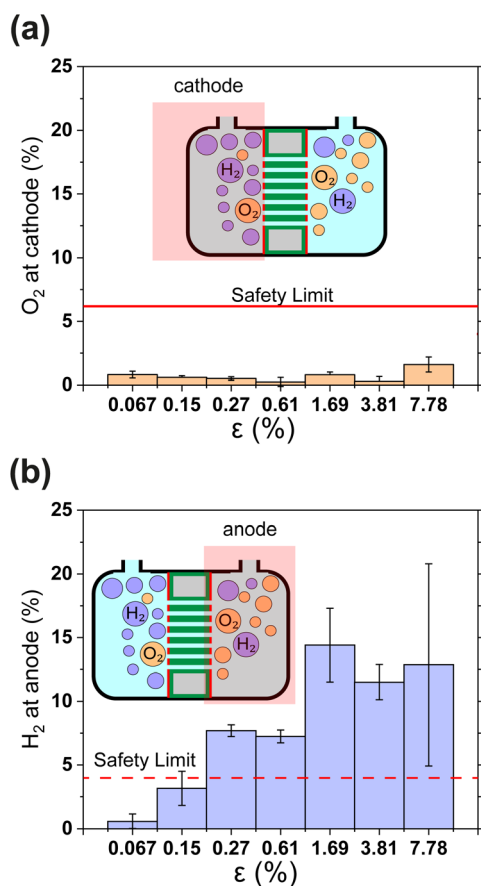 (a)
25
20
15
10
5
0
O₂ at cathode (%)
cathode
H₂
O₂
O₂
H₂
Safety Limit
0.067 0.15 0.27 0.61 1.69 3.81 7.78
ε (%)
(b)
25
20
15
10
5
0
H₂ at anode (%)
anode
H₂
O₂
O₂
H₂
Safety Limit
0.067 0.15 0.27 0.61 1.69 3.81 7.78
ε (%)